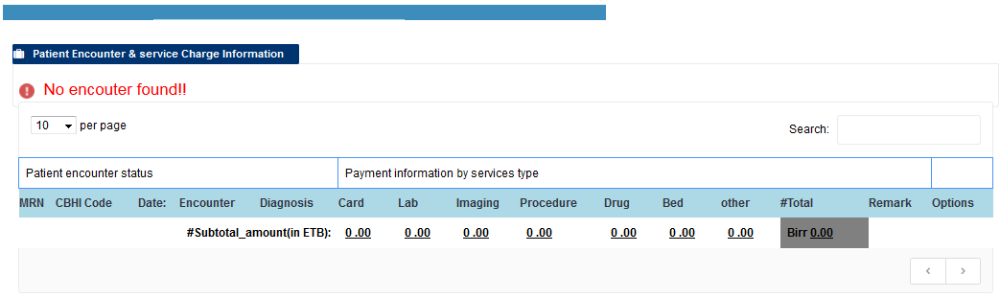 Patient Encounter & service Charge Information
No encouter found!!
10 per page
Search:
Patient encounter status Payment information by services type
MRN CBHI Code Date: Encounter Diagnosis Card Lab Imaging Procedure Drug Bed other #Total Remark Options
#Subtotal_amount(in ETB): 0 .00 0 .00 0 .00 0 .00 0 .00 0 .00 0 .00 Birr 0.00
‹ ›